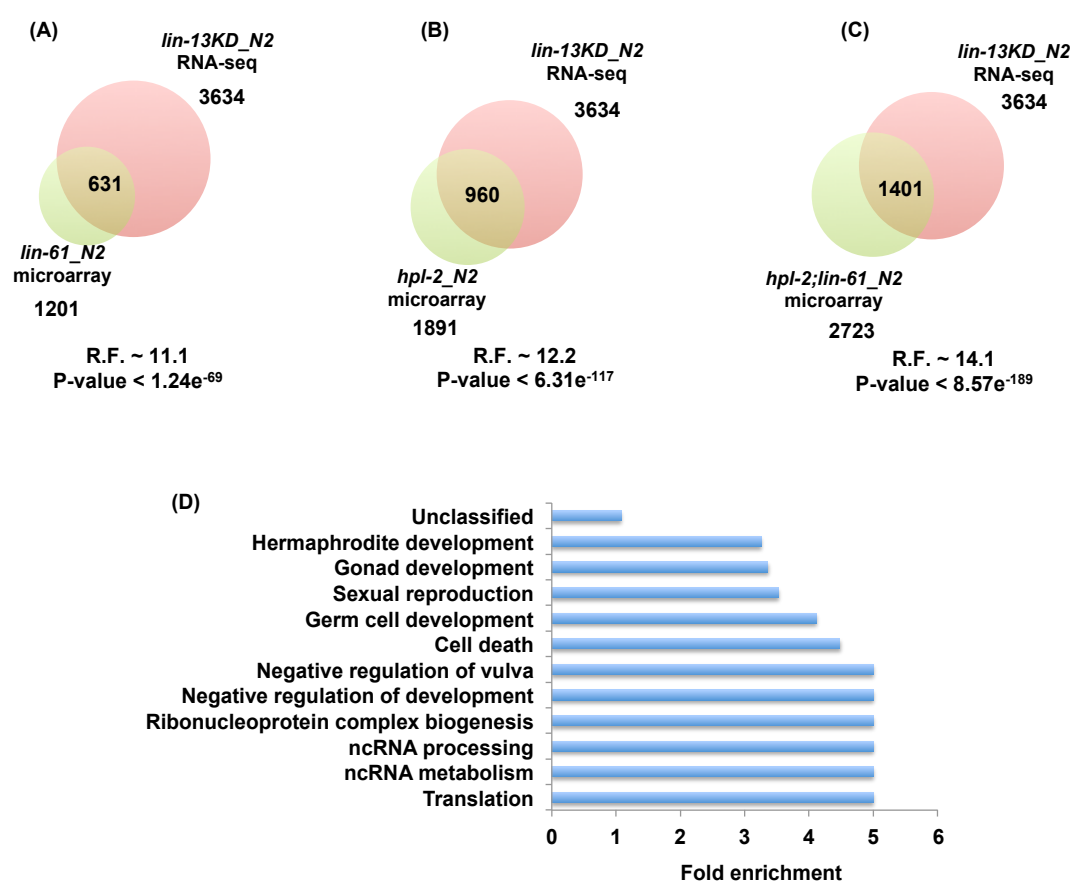 (A)
lin-13KD_N2
RNA-seq
3634
631
lin-61_N2
microarray
1201
R.F. ~ 11.1
P-value < 1.24e-69
(B)
lin-13KD_N2
RNA-seq
3634
960
hpl-2_N2
microarray
1891
R.F. ~ 12.2
P-value < 6.31e-117
(C)
lin-13KD_N2
RNA-seq
3634
1401
hpl-2;lin-61_N2
microarray
2723
R.F. ~ 14.1
P-value < 8.57e-189
(D)
Unclassified
Hermaphrodite development
Gonad development
Sexual reproduction
Germ cell development
Cell death
Negative regulation of vulva
Negative regulation of development
Ribonucleoprotein complex biogenesis
ncRNA processing
ncRNA metabolism
Translation
0 1 2 3 4 5 6
Fold enrichment